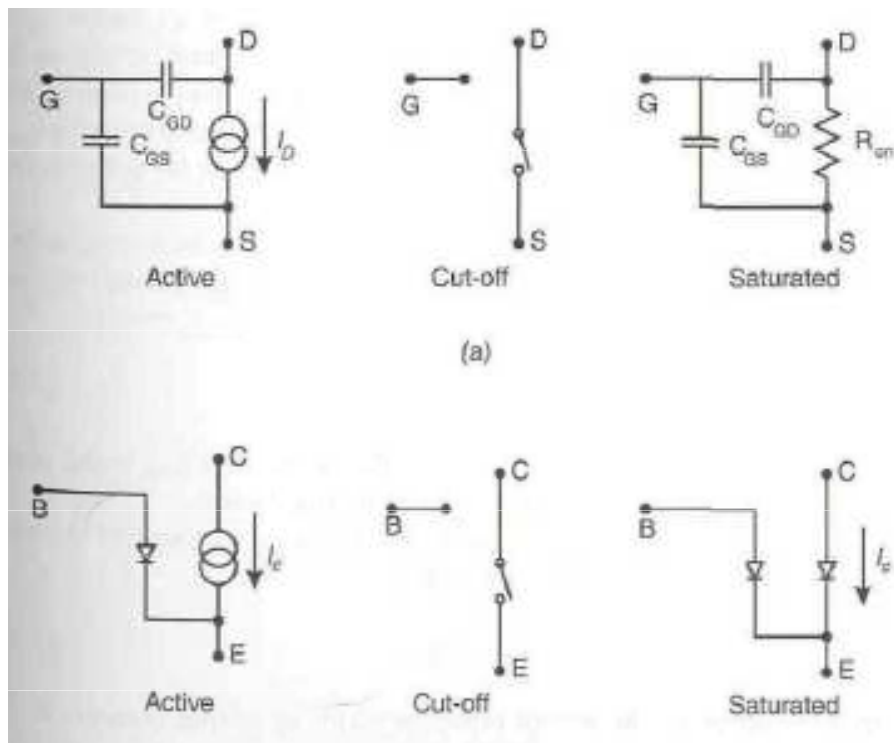 D D D
G G G
C_GD C_GD
C_GS I_D C_GS R_on
S S S
Active Cut-off Saturated
(a)
C C C
B B B
I_c I_c
E E E
Active Cut-off Saturated